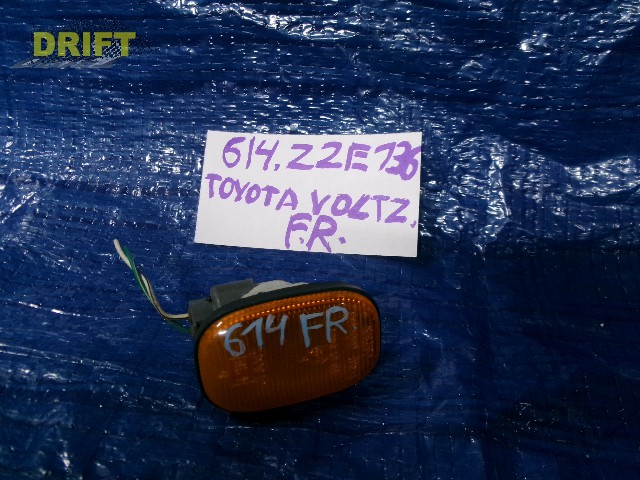 DRIFT
614.ZZE136
TOYOTA VOLTZ.
F.R.
614 FR.